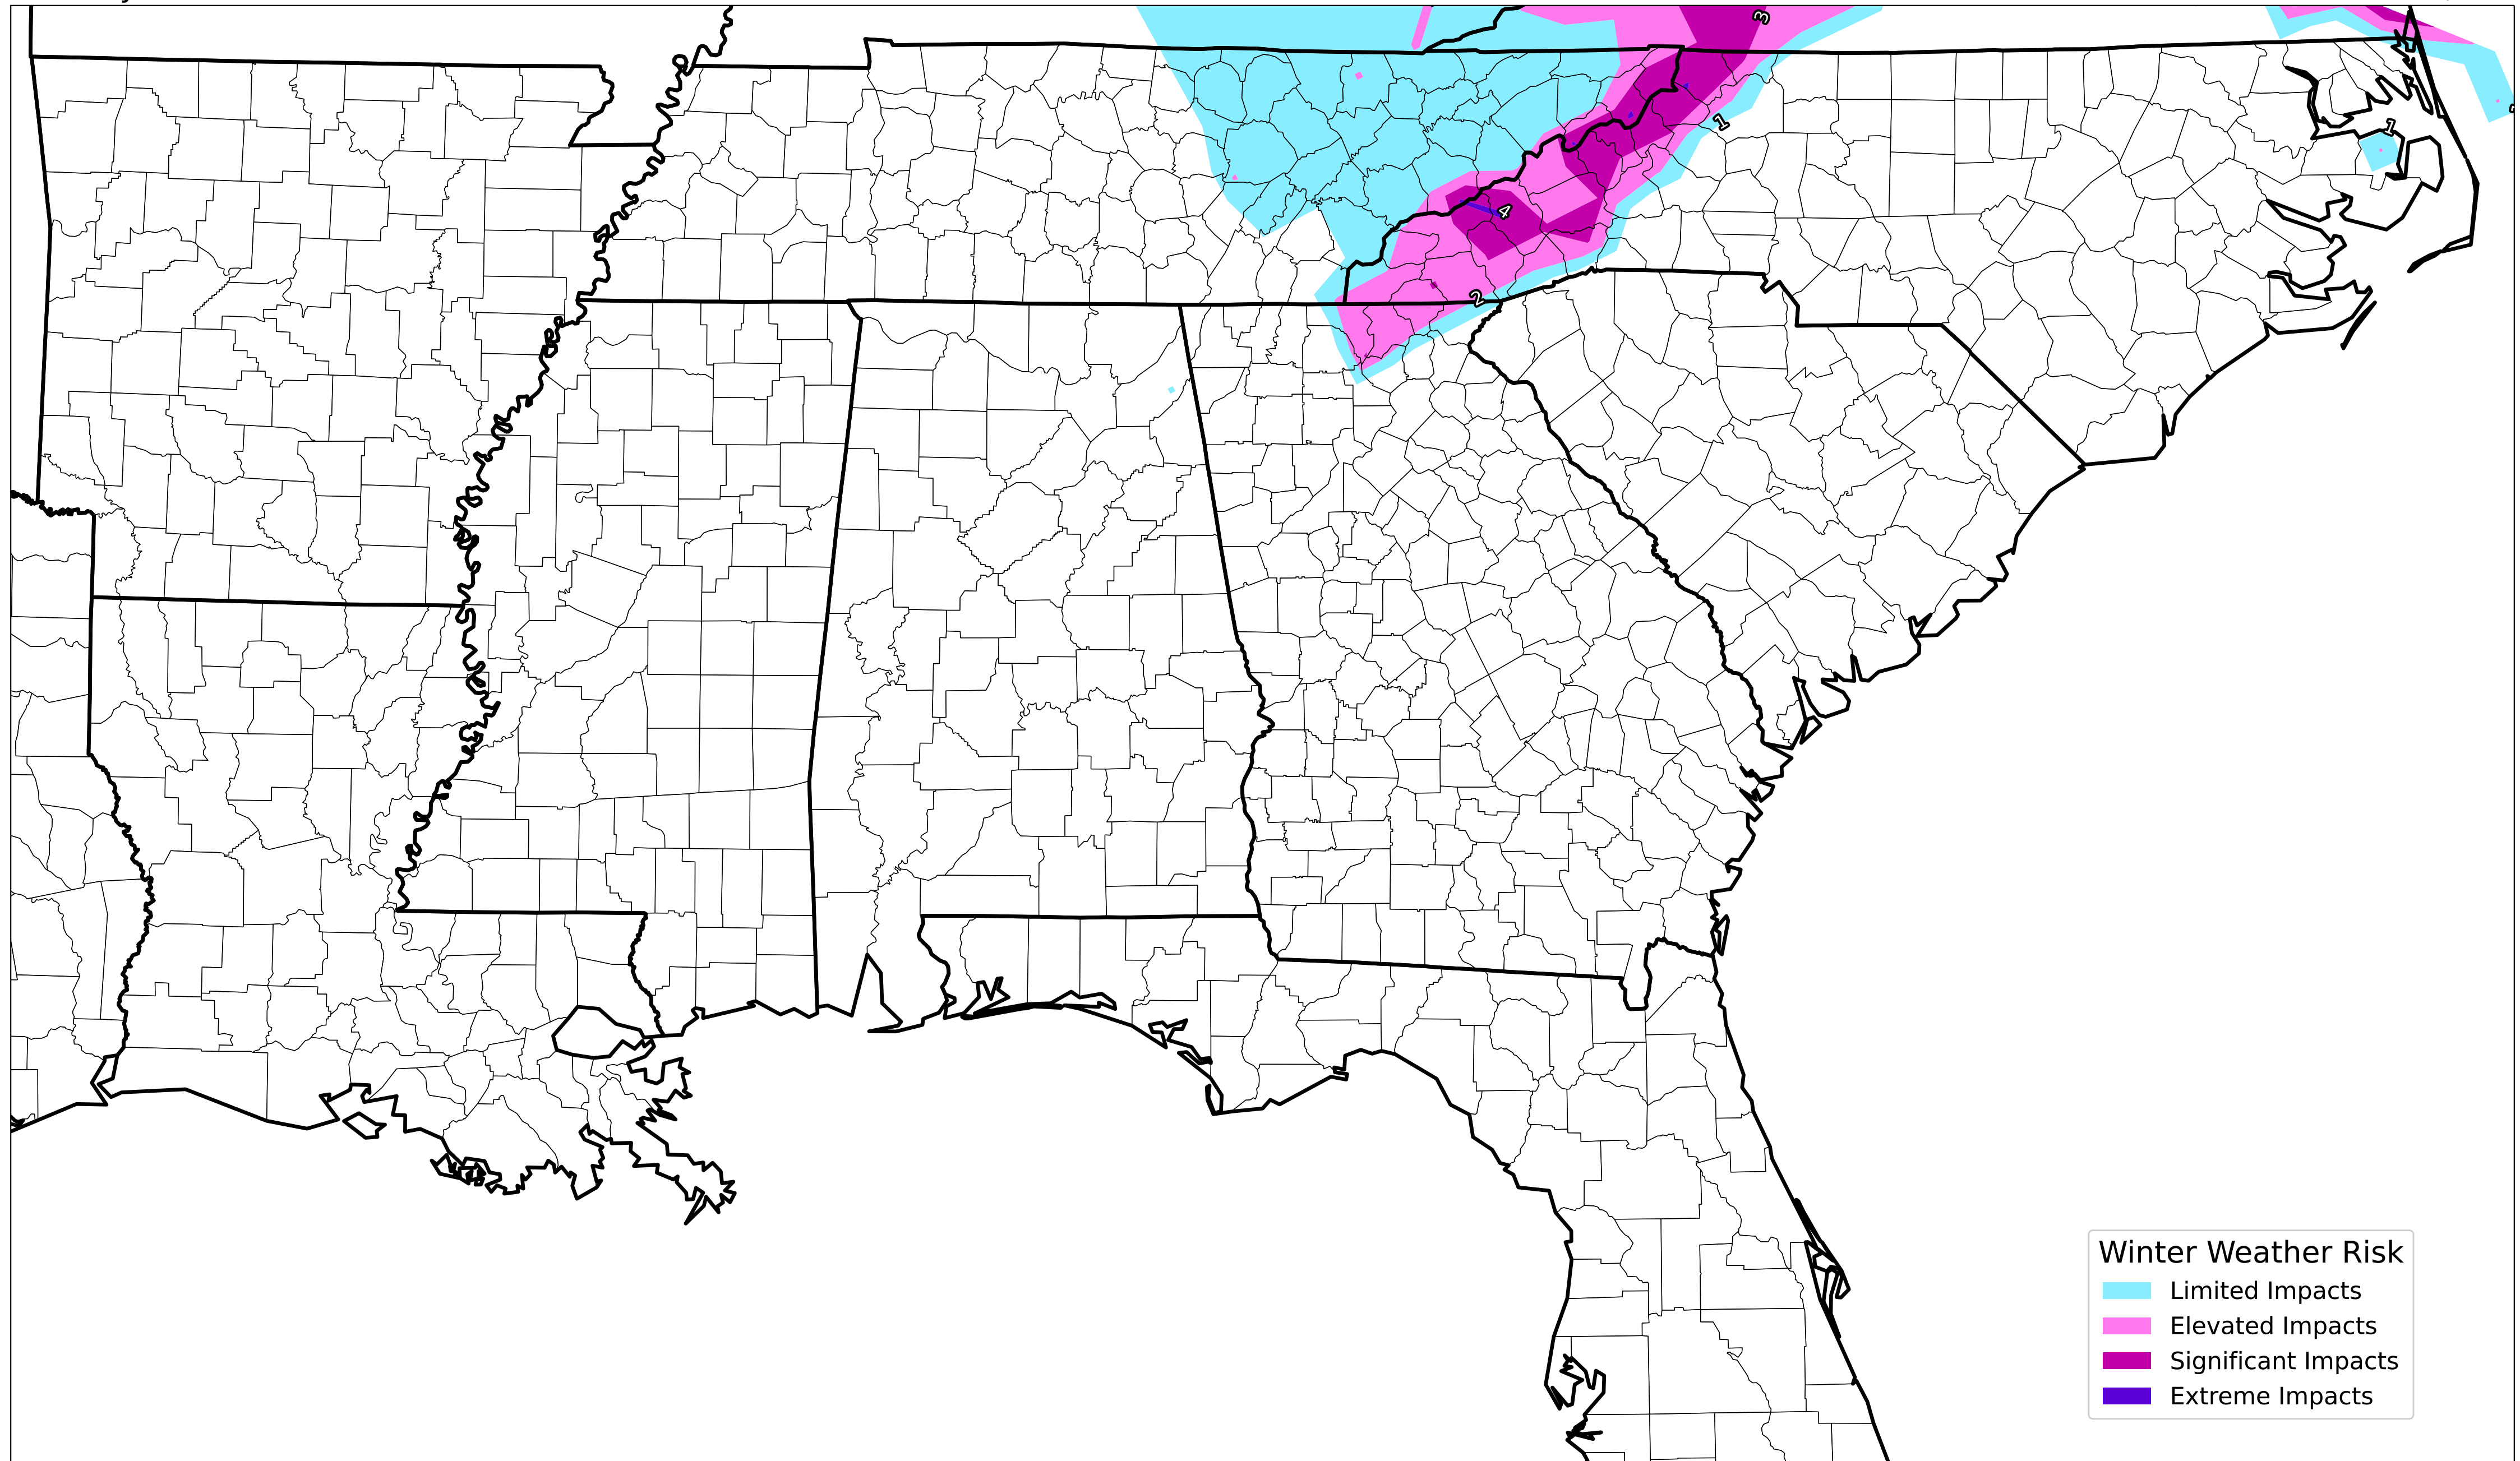 3
1
1
4
2
Winter Weather Risk
Limited Impacts
Elevated Impacts
Significant Impacts
Extreme Impacts